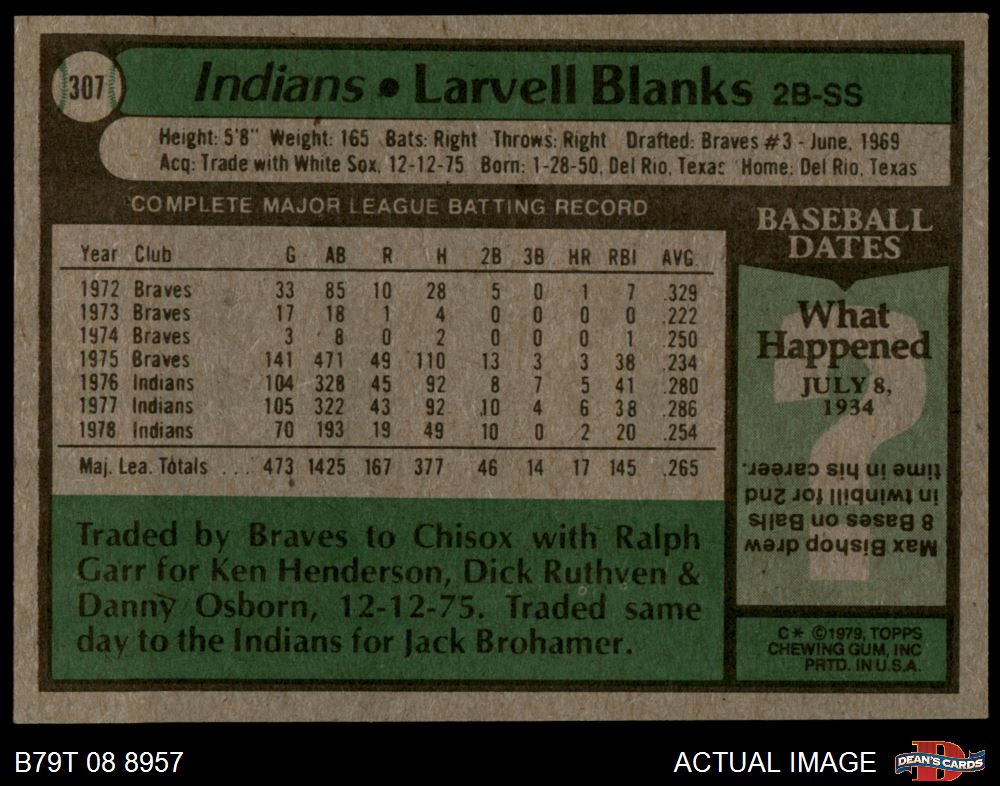 307
Indians • Larvell Blanks 2B-SS
Height: 5'8" Weight: 165 Bats: Right Throws: Right Drafted: Braves #3 - June, 1969
Acq: Trade with White Sox, 12-12-75 Born: 1-28-50, Del Rio, Texas Home: Del Rio, Texas
COMPLETE MAJOR LEAGUE BATTING RECORD
Year Club G AB R H 2B 3B HR RBI AVG.
1972 Braves 33 85 10 28 5 0 1 7 .329
1973 Braves 17 18 1 4 0 0 0 0 .222
1974 Braves 3 8 0 2 0 0 0 1 .250
1975 Braves 141 471 49 110 13 3 3 38 .234
1976 Indians 104 328 45 92 8 7 5 41 .280
1977 Indians 105 322 43 92 10 4 6 38 .286
1978 Indians 70 193 19 49 10 0 2 20 .254
Maj. Lea. Totals ... 473 1425 167 377 46 14 17 145 .265
Traded by Braves to Chisox with Ralph
Garr for Ken Henderson, Dick Ruthven &
Danny Osborn, 12-12-75. Traded same
day to the Indians for Jack Brohamer.
BASEBALL
DATES
What
Happened
JULY 8,
1934
?
Max Bishop drew
8 Bases on Balls
in twinbill for 2nd
time in his career.
C* ©1979, TOPPS
CHEWING GUM, INC
PRTD. IN U.S.A.
B79T 08 8957
ACTUAL IMAGE
D
DEAN'S CARDS